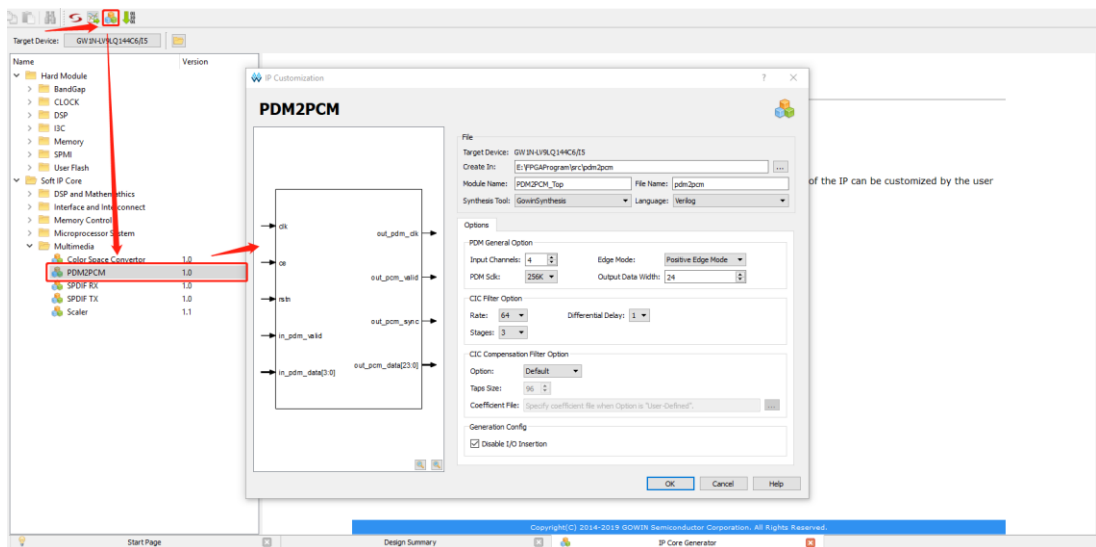 Target Device: GW1N-LV9LQ144C6/I5
Name Version
Hard Module
BandGap
CLOCK
DSP
I3C
Memory
SPMI
User Flash
Soft IP Core
DSP and Mathematics
Interface and Interconnect
Memory Control
Microprocessor System
Multimedia
Color Space Convertor 1.0
PDM2PCM 1.0
SPDIF RX 1.0
SPDIF TX 1.0
Scaler 1.1
IP Customization ?
PDM2PCM
clk
ce
rstn
in_pdm_valid
in_pdm_data[3:0]
out_pdm_clk
out_pcm_valid
out_pcm_sync
out_pcm_data[23:0]
File
Target Device: GW1N-LV9LQ144C6/I5
Create In: E:\FPGAProgram\src\pdm2pcm ...
Module Name: PDM2PCM_Top File Name: pdm2pcm
Synthesis Tool: GowinSynthesis Language: Verilog
Options
PDM General Option
Input Channels: 4 Edge Mode: Positive Edge Mode
PDM Sclk: 256K Output Data Width: 24
CIC Filter Option
Rate: 64 Differential Delay: 1
Stages: 3
CIC Compensation Filter Option
Option: Default
Taps Size: 96
Coefficient File: Specify coefficient file when Option is "User-Defined". ...
Generation Config
Disable I/O Insertion
OK Cancel Help
of the IP can be customized by the user
Copyright(C) 2014-2019 GOWIN Semiconductor Corporation. All Rights Reserved.
Start Page Design Summary IP Core Generator